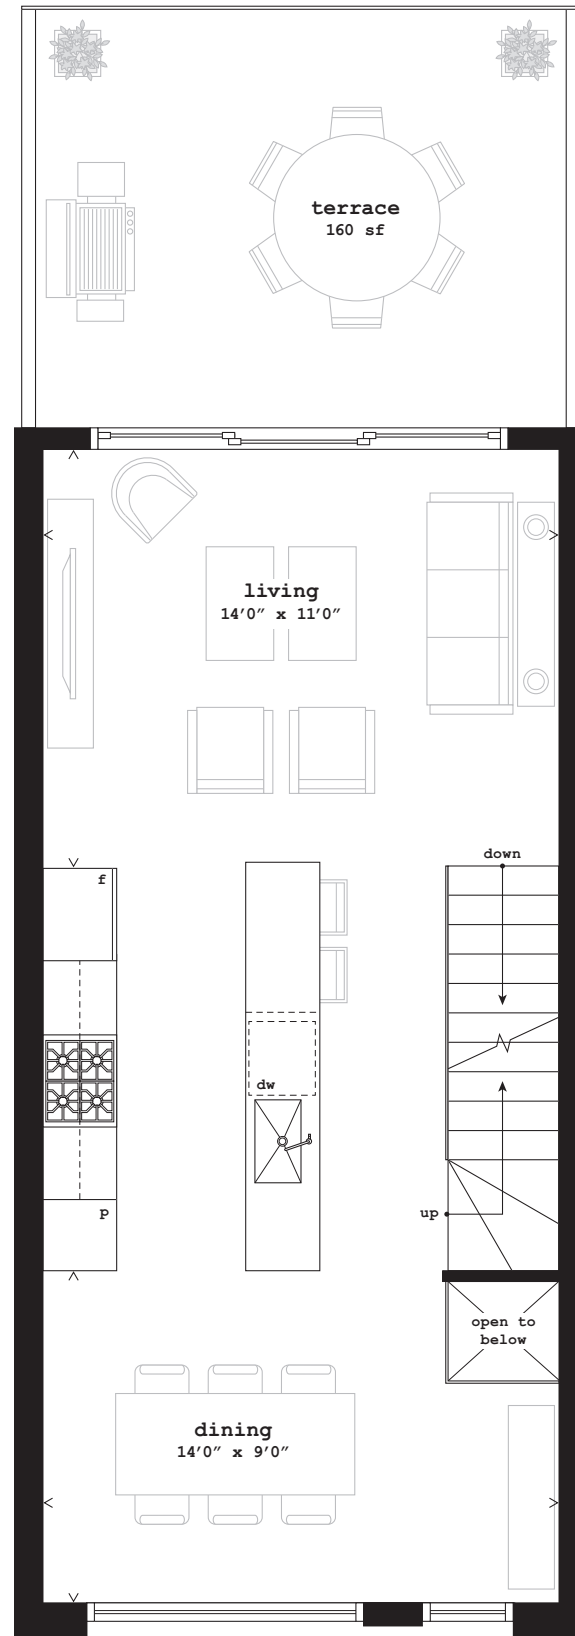 terrace
160 sf
living
14′0″ x 11′0″
down
f
dw
p
up
open to
below
dining
14′0″ x 9′0″